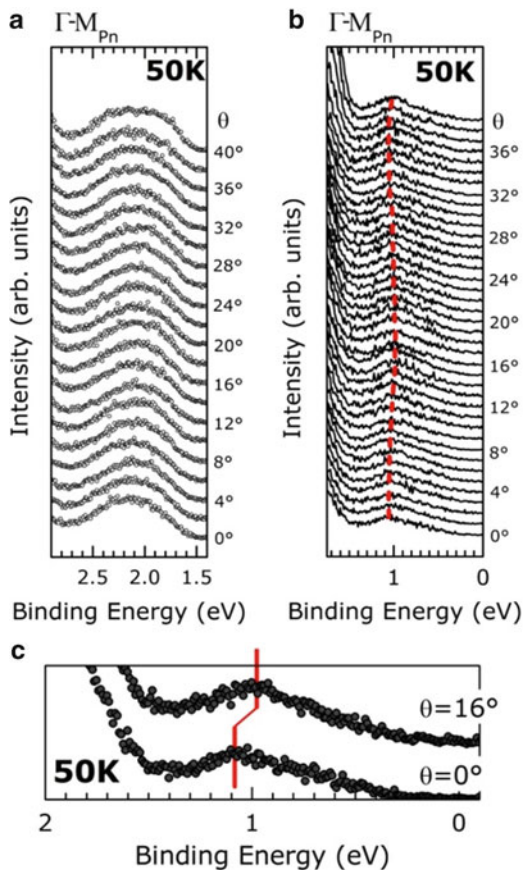 a
Γ-M Pn
50K
Intensity (arb. units)
θ
40°
36°
32°
28°
24°
20°
16°
12°
8°
4°
0°
2.5 2.0 1.5
Binding Energy (eV)
b
Γ-M Pn
50K
Intensity (arb. units)
θ
36°
32°
28°
24°
20°
16°
12°
8°
4°
0°
1 0
Binding Energy (eV)
c
θ=16°
50K
θ=0°
2 1 0
Binding Energy (eV)